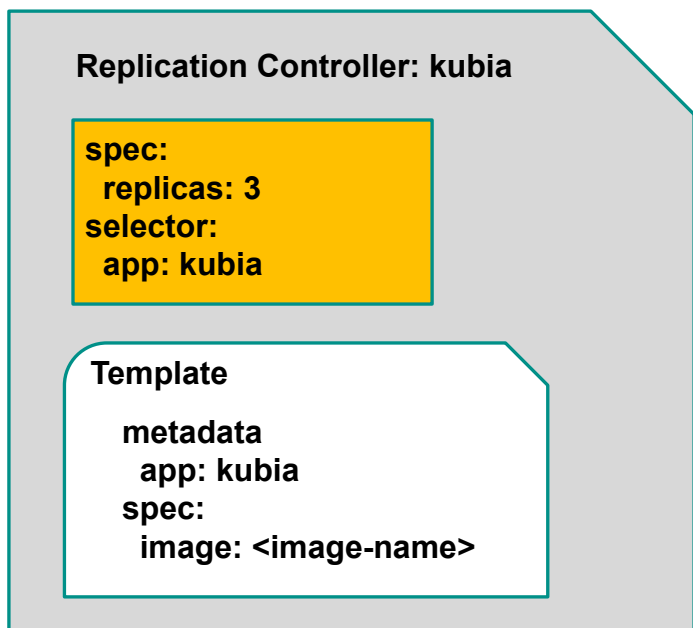 Replication Controller: kubia
spec:
replicas: 3
selector:
app: kubia
Template
metadata
app: kubia
spec:
image: <image-name>